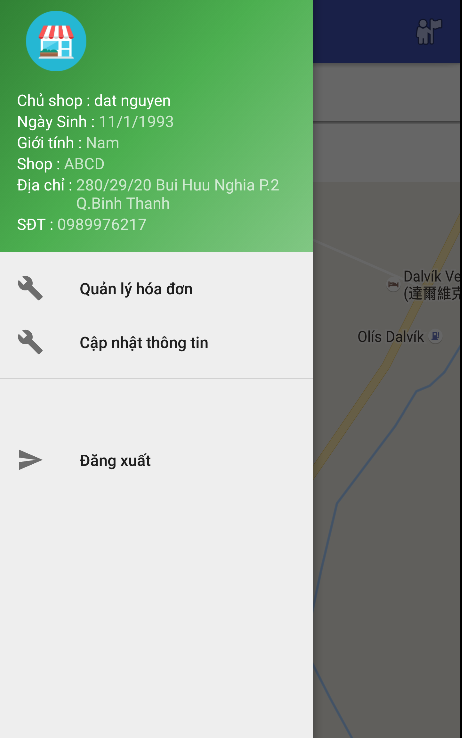 Chủ shop : dat nguyen
Ngày Sinh : 11/1/1993
Giới tính : Nam
Shop : ABCD
Địa chỉ : 280/29/20 Bui Huu Nghia P.2
Q.Binh Thanh
SĐT : 0989976217
Quản lý hóa đơn
Cập nhật thông tin
Đăng xuất
Dalvík Ve
(達爾維克
Olís Dalvík